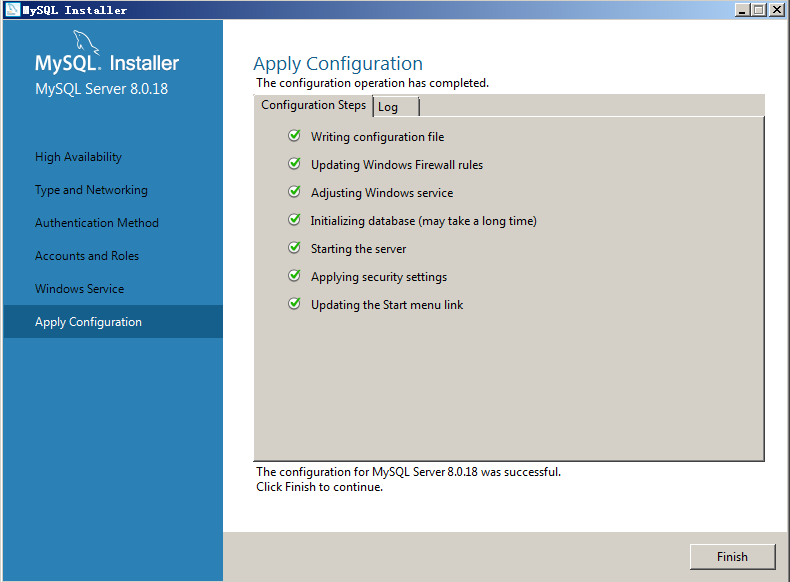 MySQL Installer
MySQL. Installer
MySQL Server 8.0.18
High Availability
Type and Networking
Authentication Method
Accounts and Roles
Windows Service
Apply Configuration
Apply Configuration
The configuration operation has completed.
Configuration Steps
Log
Writing configuration file
Updating Windows Firewall rules
Adjusting Windows service
Initializing database (may take a long time)
Starting the server
Applying security settings
Updating the Start menu link
The configuration for MySQL Server 8.0.18 was successful.
Click Finish to continue.
Finish